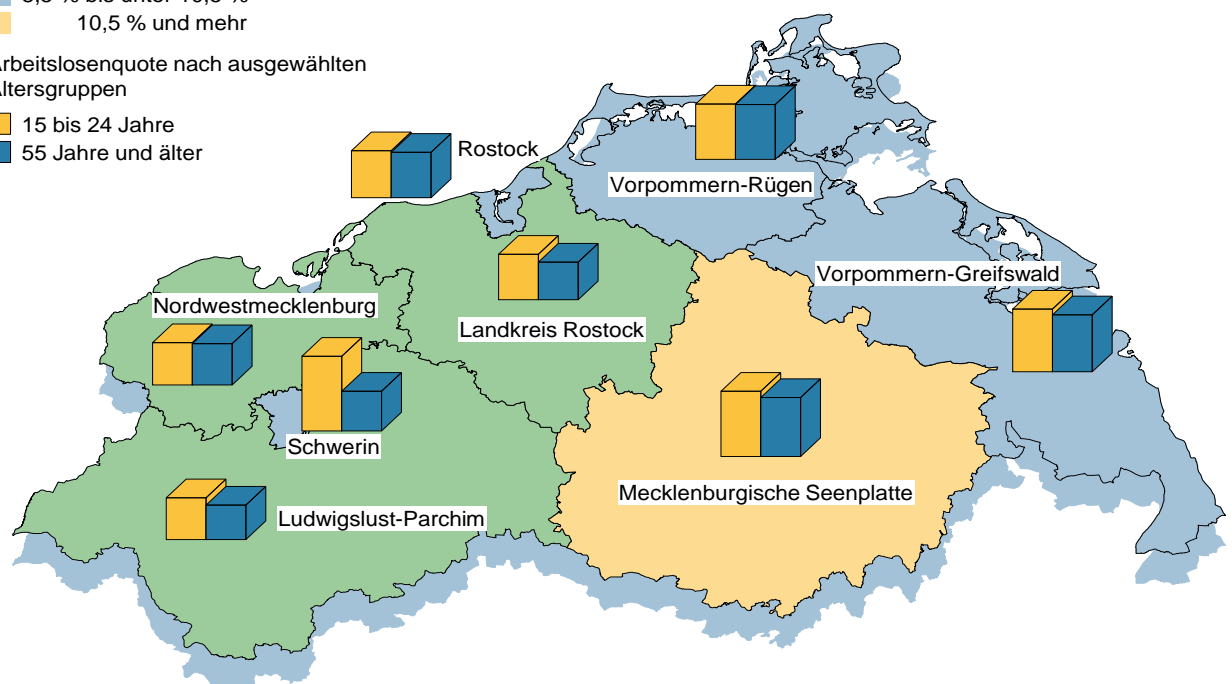 10,5 % und mehr
Arbeitslosenquote nach ausgewählten
Altersgruppen
15 bis 24 Jahre
55 Jahre und älter
Rostock
Vorpommern-Rügen
Vorpommern-Greifswald
Nordwestmecklenburg
Landkreis Rostock
Schwerin
Mecklenburgische Seenplatte
Ludwigslust-Parchim